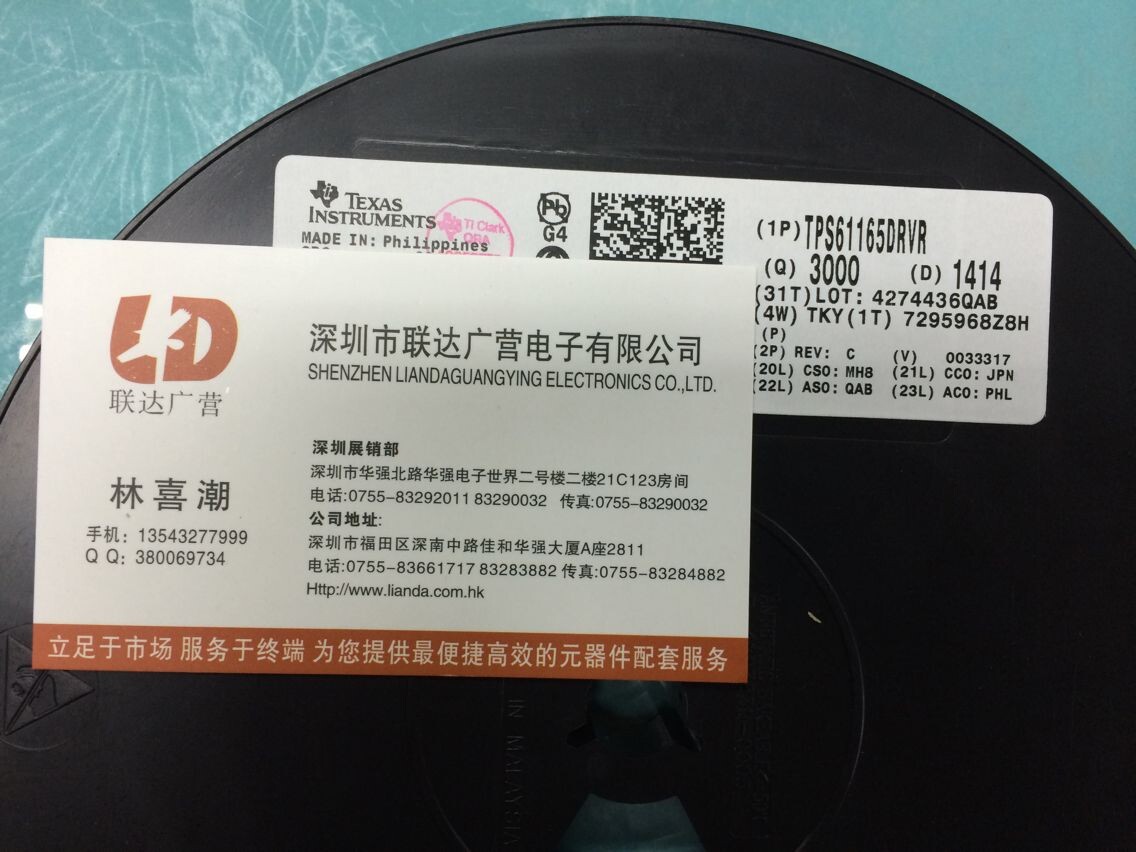 TEXAS
INSTRUMENTS
TI Clark
QRA
MADE IN: Philippines
Pb
G4
(1P) TPS61165DRVR
(Q) 3000 (D) 1414
(31T) LOT: 4274436QAB
(4W) TKY (1T) 7295968Z8H
(P)
(2P) REV: C (V) 0033317
(20L) CSO: MH8 (21L) CCO: JPN
(22L) ASO: QAB (23L) ACO: PHL
LD
联达广营
深圳市联达广营电子有限公司
SHENZHEN LIANDAGUANGYING ELECTRONICS CO.,LTD.
林喜潮
手机: 13543277999
Q Q: 380069734
深圳展销部
深圳市华强北路华强电子世界二号楼二楼21C123房间
电话:0755-83292011 83290032 传真:0755-83290032
公司地址:
深圳市福田区深南中路佳和华强大厦A座2811
电话:0755-83661717 83283882 传真:0755-83284882
Http://www.lianda.com.hk
立足于市场 服务于终端 为您提供最便捷高效的元器件配套服务
IN MALAYSIA